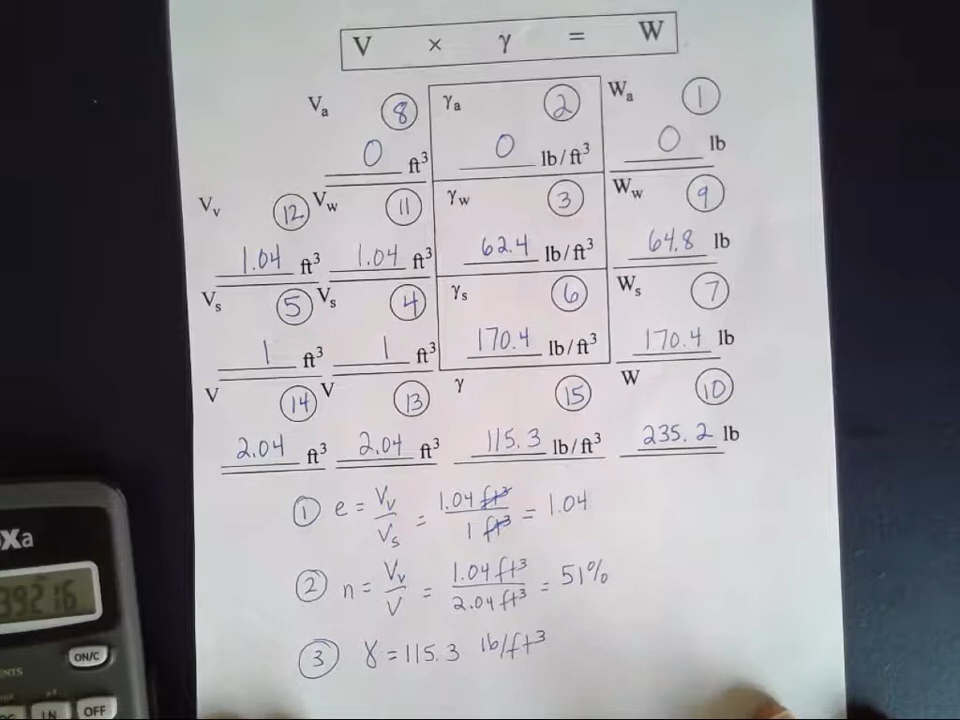 V × γ = W
Va 8 γa 2 Wa 1
0 ft³ 0 lb/ft³ 0 lb
Vv 12 Vw 11 γw 3 Ww 9
1.04 ft³ 1.04 ft³ 62.4 lb/ft³ 64.8 lb
Vs 5 Vs 4 γs 6 Ws 7
1 ft³ 1 ft³ 170.4 lb/ft³ 170.4 lb
V 14 V 13 γ 15 W 10
2.04 ft³ 2.04 ft³ 115.3 lb/ft³ 235.2 lb
① e = Vv/Vs = 1.04 ft³/1 ft³ = 1.04
② n = Vv/V = 1.04 ft³/2.04 ft³ = 51%
③ γ = 115.3 lb/ft³
xa
39216
ON/C
LN OFF